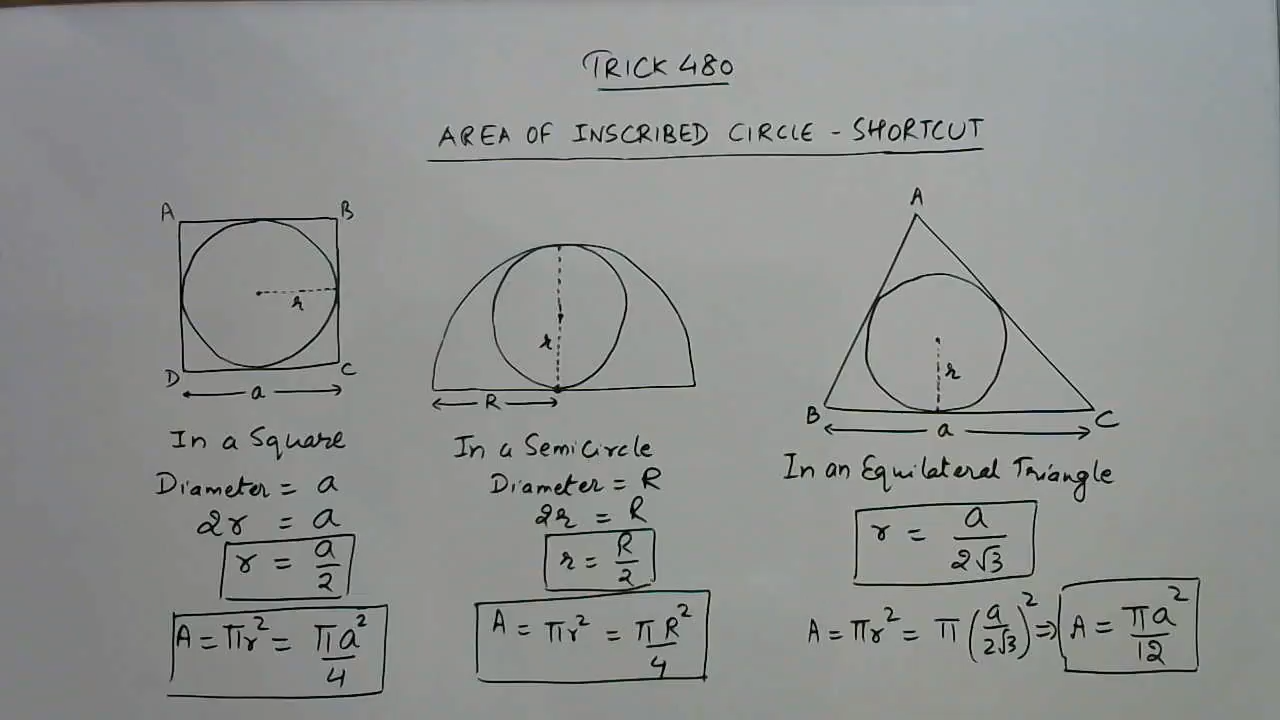 TRICK 480
AREA OF INSCRIBED CIRCLE - SHORTCUT
A B
r
D C
a
In a Square
Diameter = a
2r = a
r = a/2
A = πr² = πa²/4
r
R
In a Semicircle
Diameter = R
2r = R
r = R/2
A = πr² = πR²/4
A
r
B C
a
In an Equilateral Triangle
r = a/2√3
A = πr² = π(a/2√3)² ⇒ A = πa²/12